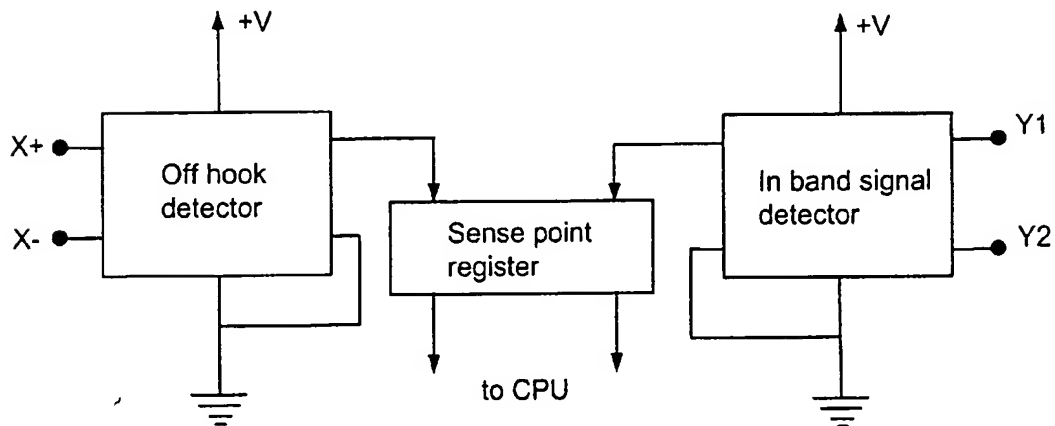 +V
+V
X+
Off hook
detector
X-
Sense point
register
In band signal
detector
Y1
Y2
to CPU